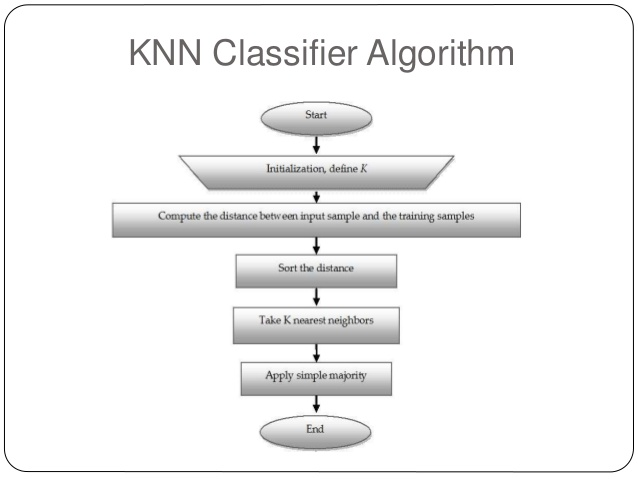 KNN Classifier Algorithm
Start
Initialization, define K
Compute the distance between input sample and the training samples
Sort the distance
Take K nearest neighbors
Apply simple majority
End